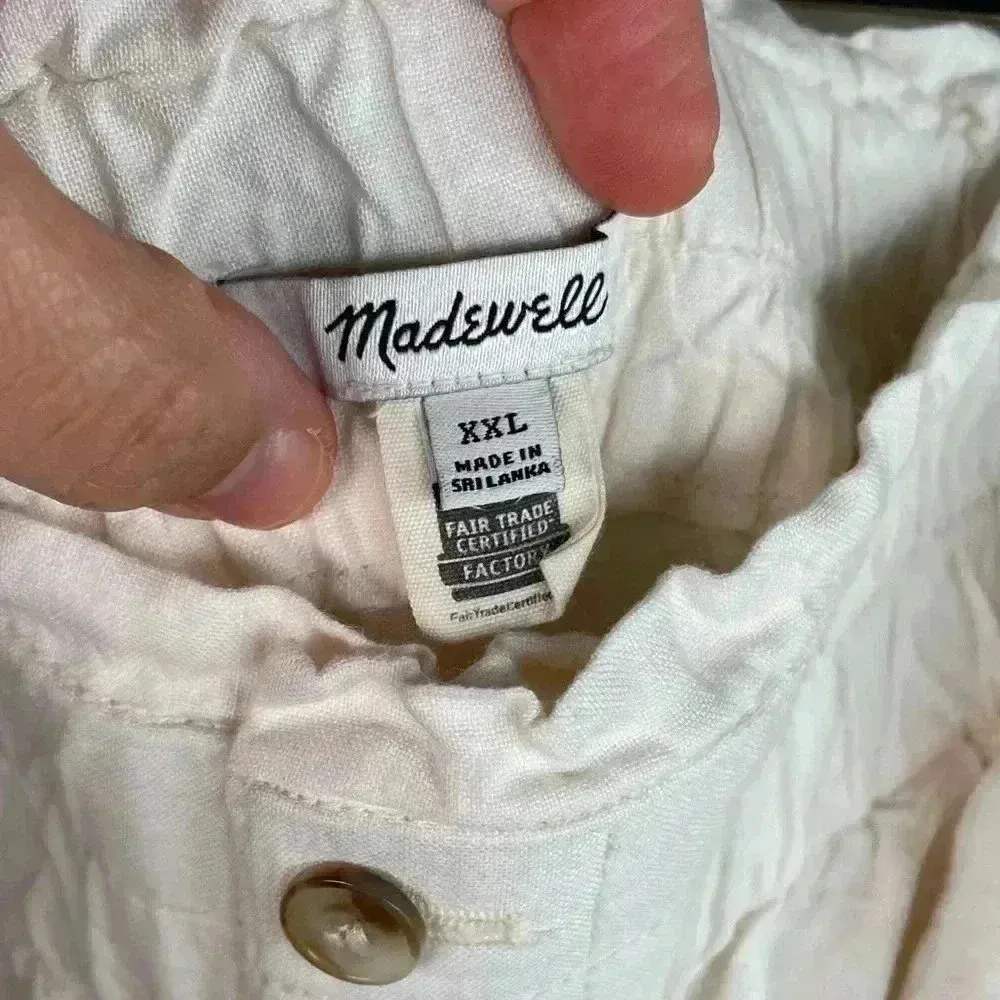 Madewell
XXL
MADE IN
SRI LANKA
FAIR TRADE
CERTIFIED
FACTORY